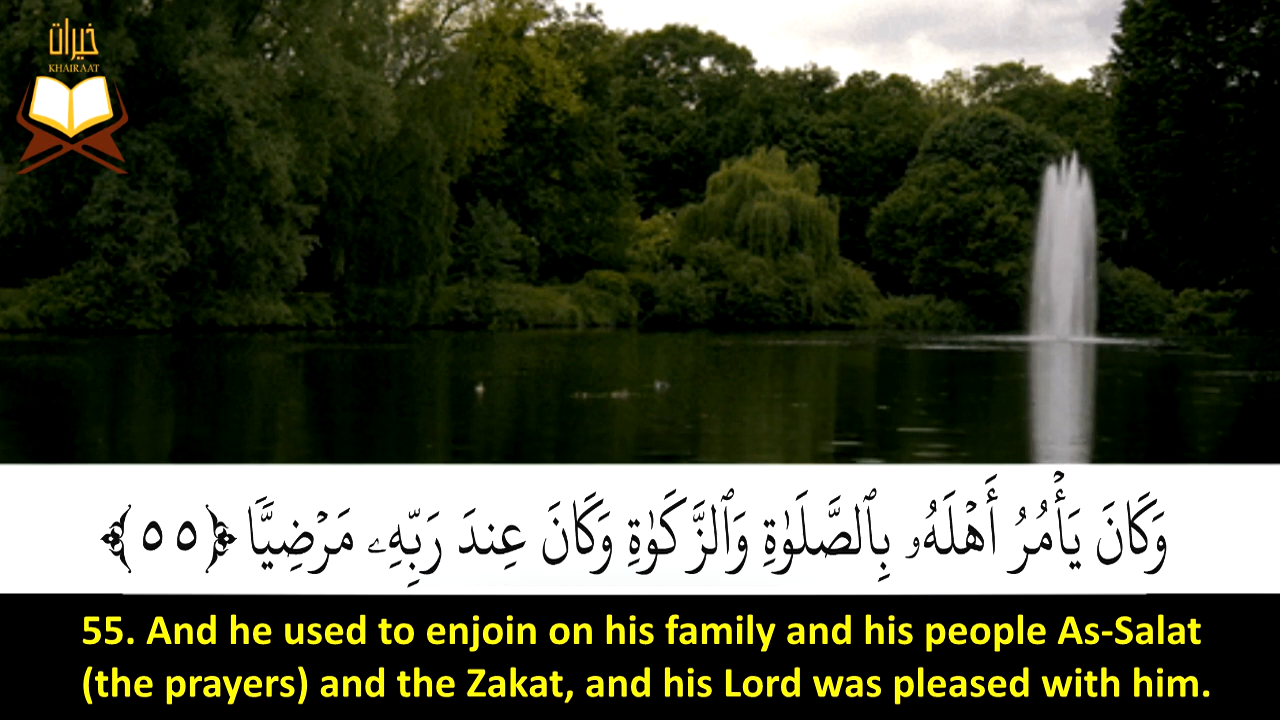 خيرات
KHAIRAAT
وَكَانَ يَأْمُرُ أَهْلَهُۥ بِٱلصَّلَوٰةِ وَٱلزَّكَوٰةِ وَكَانَ عِندَ رَبِّهِۦ مَرْضِيًّا ﴿٥٥﴾
55. And he used to enjoin on his family and his people As-Salat
(the prayers) and the Zakat, and his Lord was pleased with him.